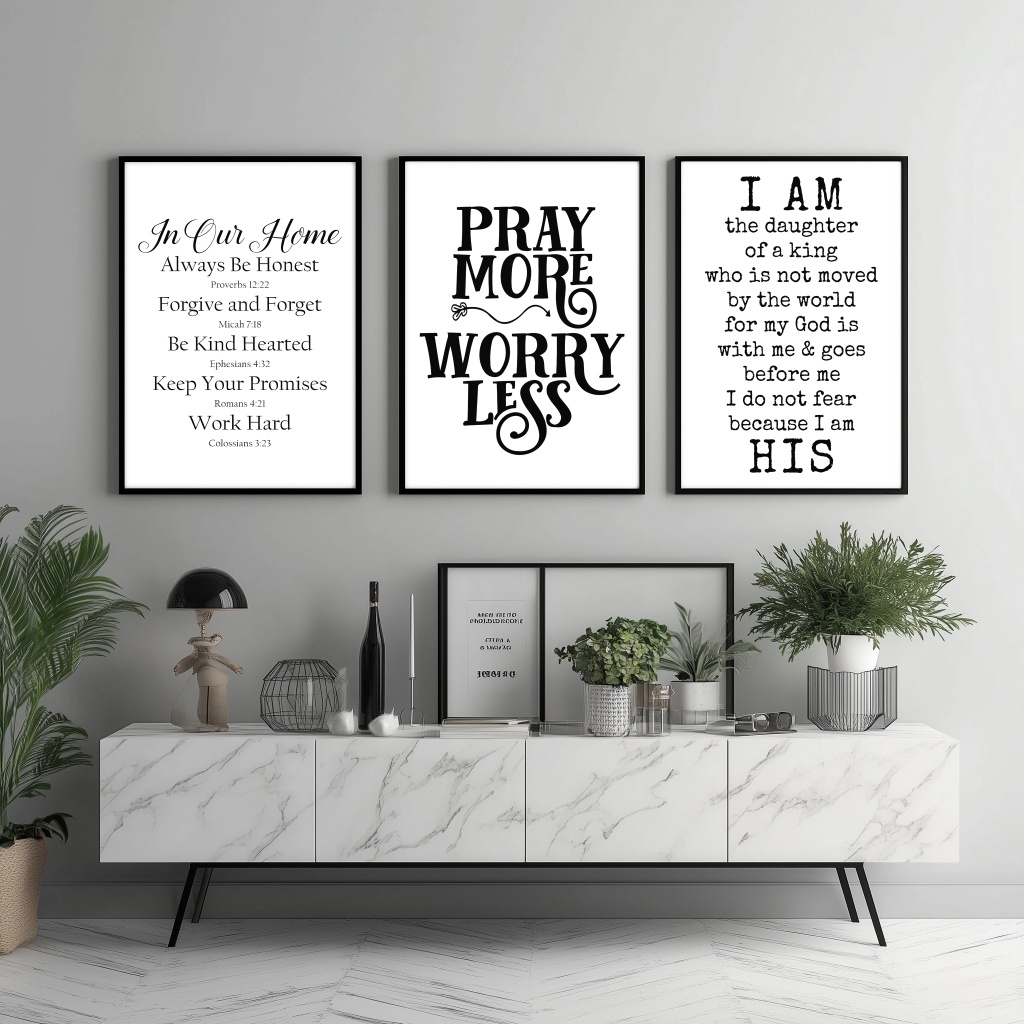 In Our Home
Always Be Honest
Proverbs 12:22
Forgive and Forget
Micah 7:18
Be Kind Hearted
Ephesians 4:32
Keep Your Promises
Romans 4:21
Work Hard
Colossians 3:23
PRAY
MORE
WORRY
LESS
I AM
the daughter
of a king
who is not moved
by the world
for my God is
with me & goes
before me
I do not fear
because I am
HIS